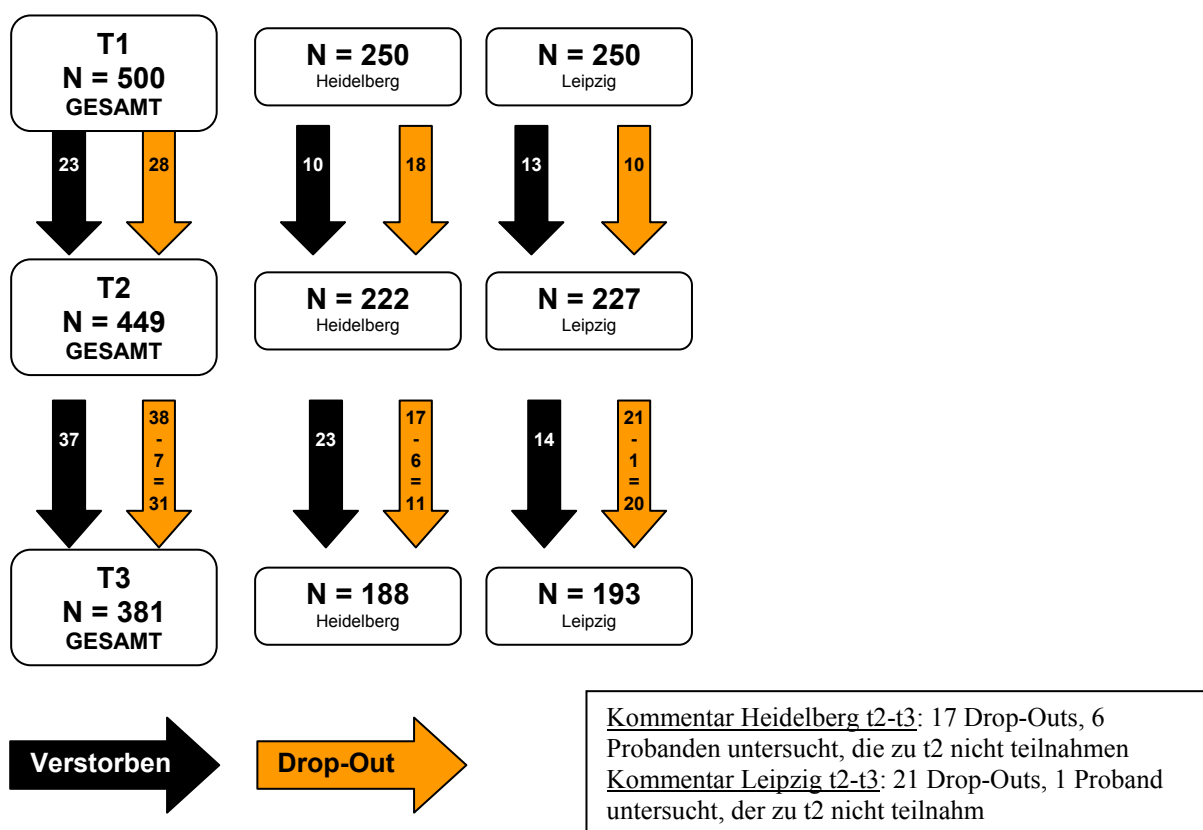 T1
N = 500
GESAMT
N = 250
Heidelberg
N = 250
Leipzig
23
28
10
18
13
10
T2
N = 449
GESAMT
N = 222
Heidelberg
N = 227
Leipzig
37
38
-
7
=
31
23
17
-
6
=
11
14
21
-
1
=
20
T3
N = 381
GESAMT
N = 188
Heidelberg
N = 193
Leipzig
Verstorben
Drop-Out
Kommentar Heidelberg t2-t3: 17 Drop-Outs, 6
Probanden untersucht, die zu t2 nicht teilnahmen
Kommentar Leipzig t2-t3: 21 Drop-Outs, 1 Proband
untersucht, der zu t2 nicht teilnahm